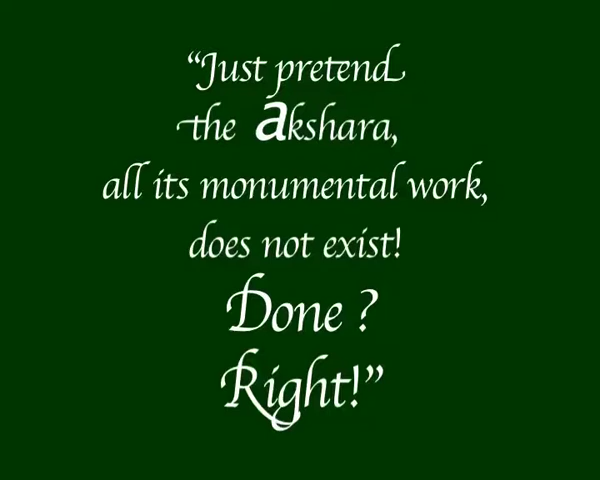 “Just pretend
the akshara,
all its monumental work,
does not exist!
Done ?
Right!”